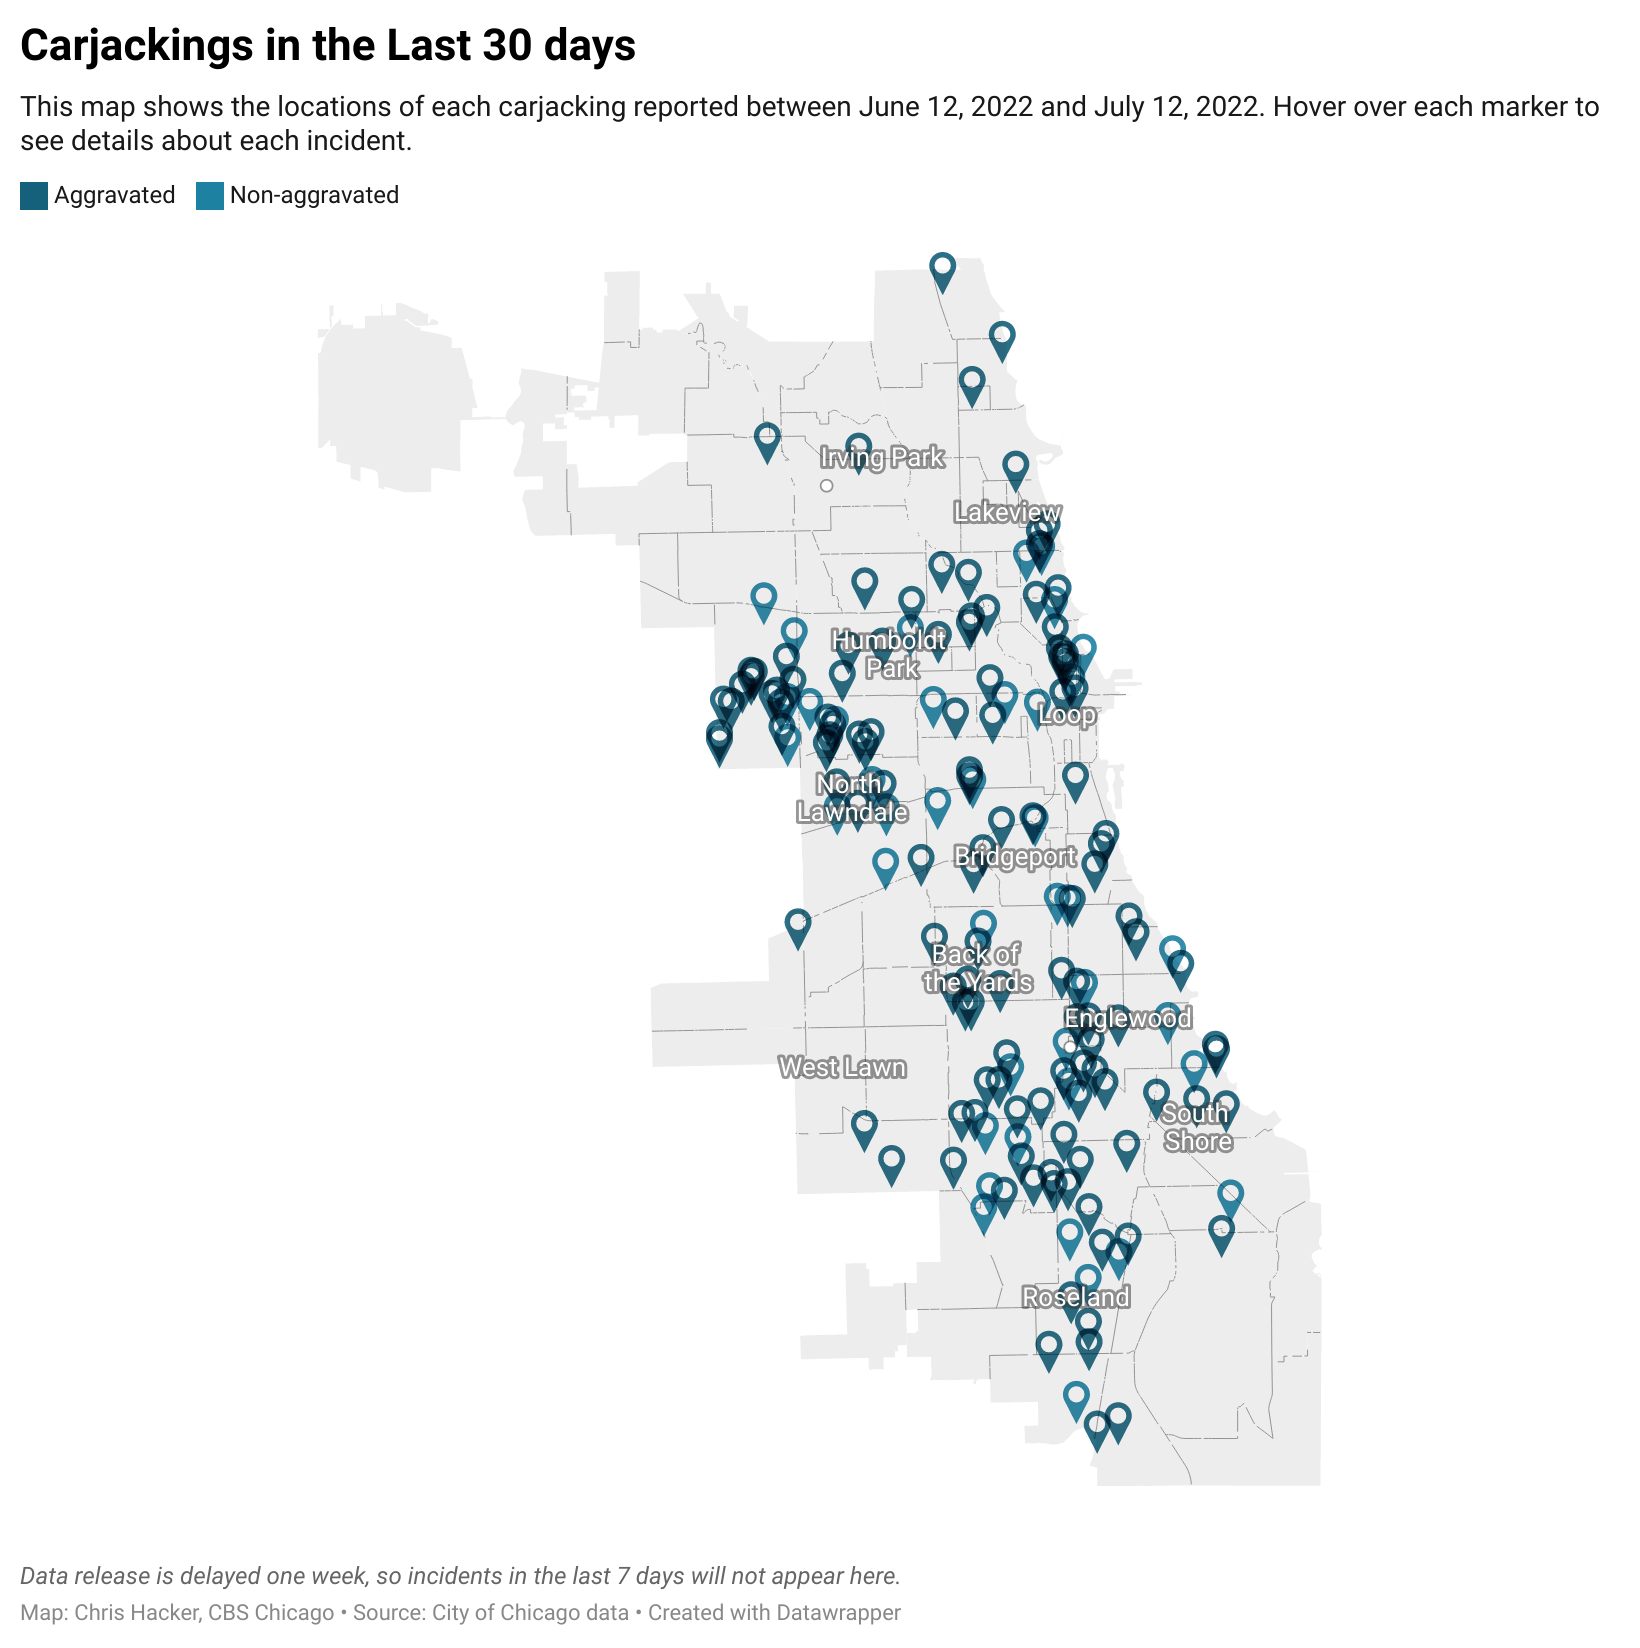 Carjackings in the Last 30 days
This map shows the locations of each carjacking reported between June 12, 2022 and July 12, 2022. Hover over each marker to
see details about each incident.
Aggravated Non-aggravated
Irving Park
Lakeview
Humboldt
Park
Loop
North
Lawndale
Bridgeport
Back of
the Yards
Englewood
West Lawn
South
Shore
Roseland
Data release is delayed one week, so incidents in the last 7 days will not appear here.
Map: Chris Hacker, CBS Chicago • Source: City of Chicago data • Created with Datawrapper